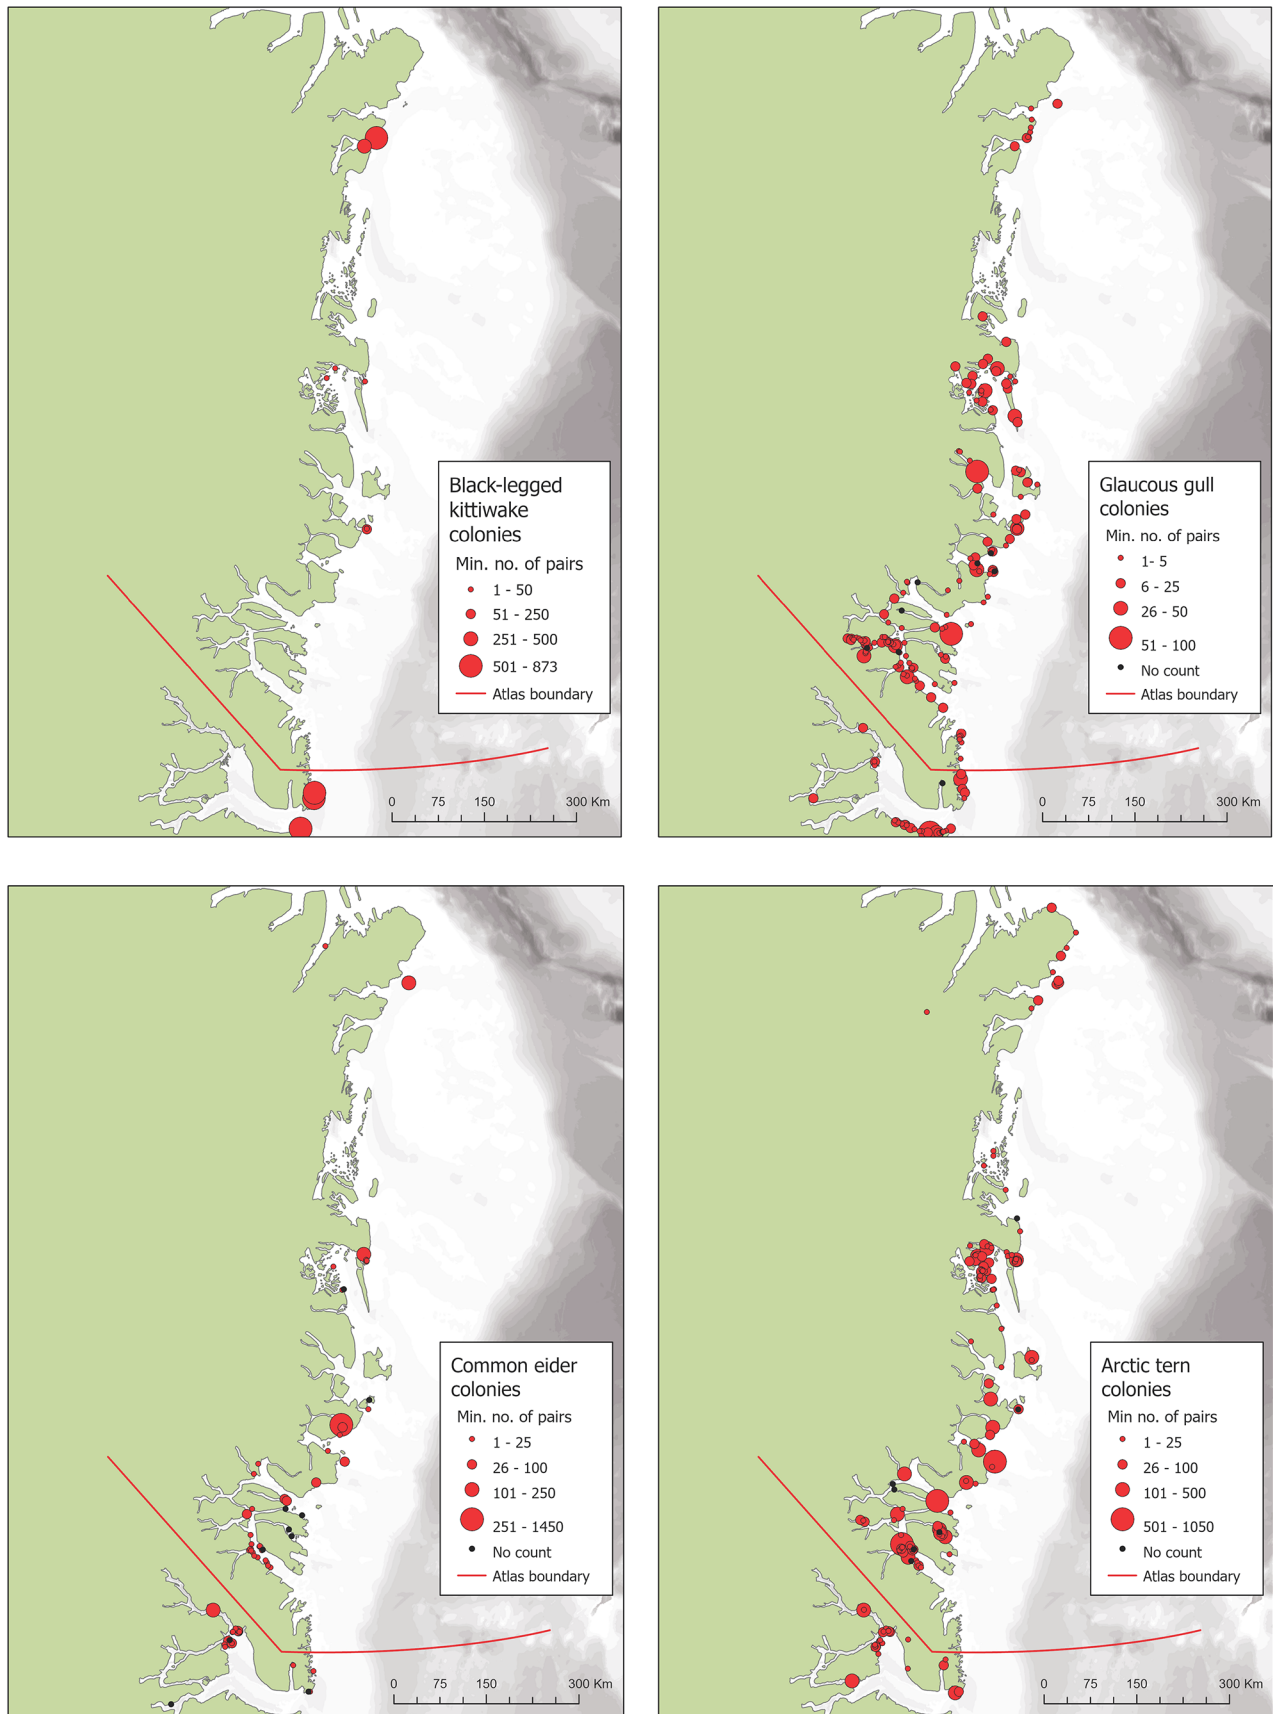 Black-legged
kittiwake
colonies
Min. no. of pairs
1 - 50
51 - 250
251 - 500
501 - 873
Atlas boundary
0 75 150 300 Km
Glaucous gull
colonies
Min. no. of pairs
1- 5
6 - 25
26 - 50
51 - 100
No count
Atlas boundary
0 75 150 300 Km
Common eider
colonies
Min. no. of pairs
1 - 25
26 - 100
101 - 250
251 - 1450
No count
Atlas boundary
0 75 150 300 Km
Arctic tern
colonies
Min. no. of pairs
1 - 25
26 - 100
101 - 500
501 - 1050
No count
Atlas boundary
0 75 150 300 Km